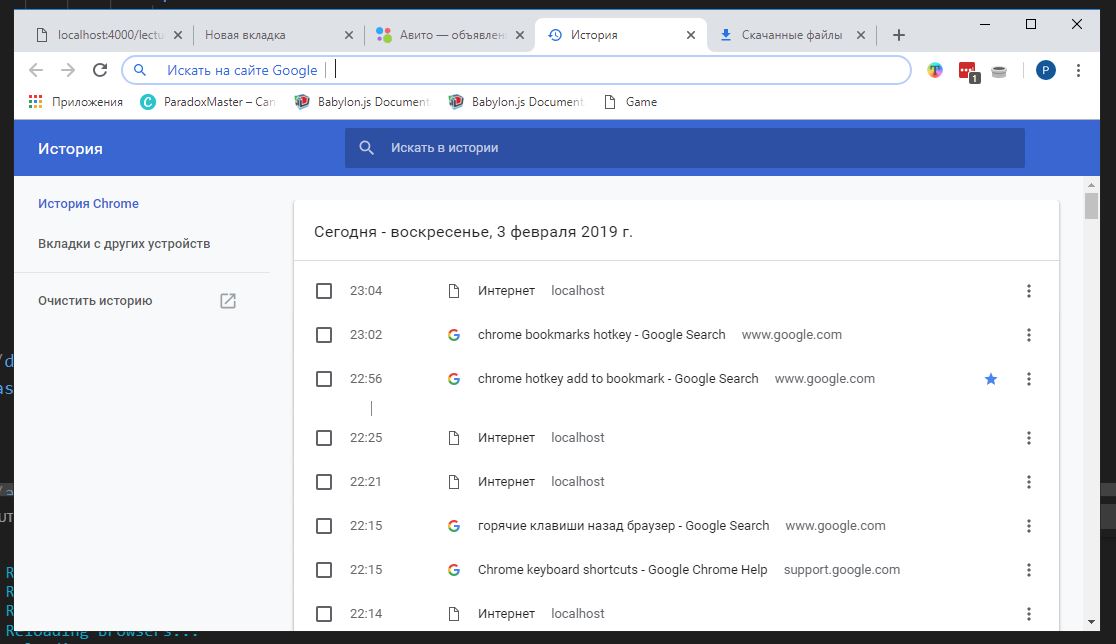 localhost:4000/lectu
Новая вкладка
Авито — объявлен
История
Скачанные файлы
Искать на сайте Google
1
P
Приложения
ParadoxMaster – Can
Babylon.js Document
Babylon.js Document
Game
История
Искать в истории
История Chrome
Вкладки с других устройств
Очистить историю
Сегодня - воскресенье, 3 февраля 2019 г.
23:04 Интернет localhost
23:02 chrome bookmarks hotkey - Google Search www.google.com
22:56 chrome hotkey add to bookmark - Google Search www.google.com
22:25 Интернет localhost
22:21 Интернет localhost
22:15 горячие клавиши назад браузер - Google Search www.google.com
22:15 Chrome keyboard shortcuts - Google Chrome Help support.google.com
22:14 Интернет localhost
/d
as
/a
UT
R
R
R
Reloading Browsers...